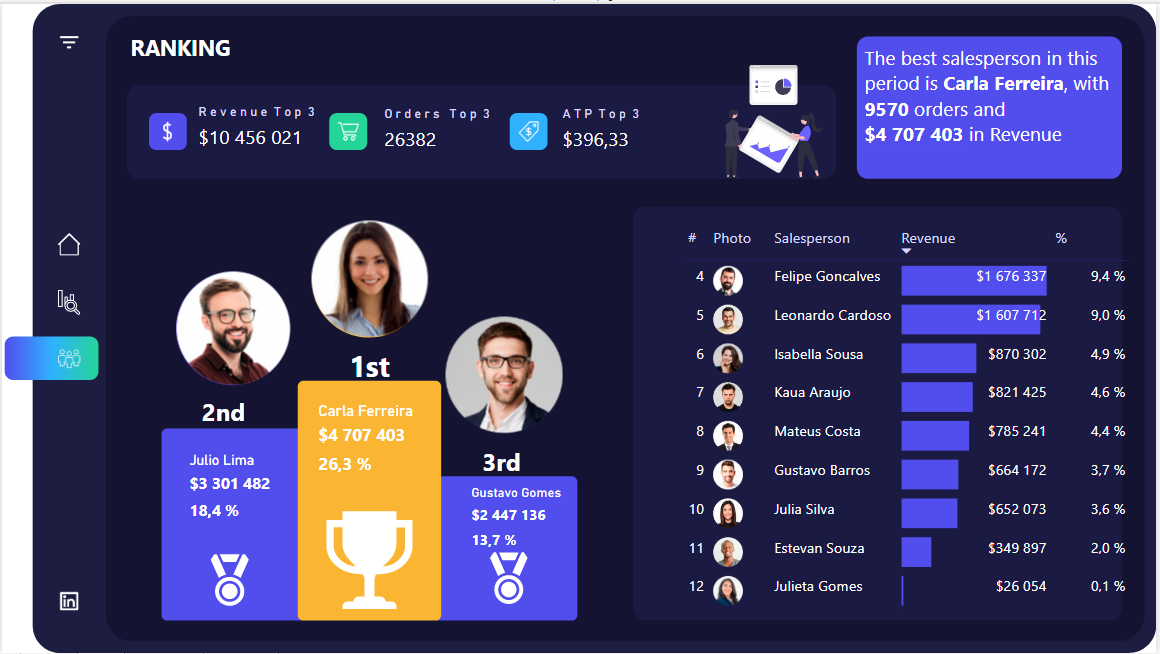 RANKING
Revenue Top 3
$10 456 021
Orders Top 3
26382
ATP Top 3
$396,33
The best salesperson in this
period is Carla Ferreira, with
9570 orders and
$4 707 403 in Revenue
1st
Carla Ferreira
$4 707 403
26,3 %
2nd
Julio Lima
$3 301 482
18,4 %
3rd
Gustavo Gomes
$2 447 136
13,7 %
# Photo Salesperson Revenue %
4 Felipe Goncalves $1 676 337 9,4 %
5 Leonardo Cardoso $1 607 712 9,0 %
6 Isabella Sousa $870 302 4,9 %
7 Kaua Araujo $821 425 4,6 %
8 Mateus Costa $785 241 4,4 %
9 Gustavo Barros $664 172 3,7 %
10 Julia Silva $652 073 3,6 %
11 Estevan Souza $349 897 2,0 %
12 Julieta Gomes $26 054 0,1 %
in